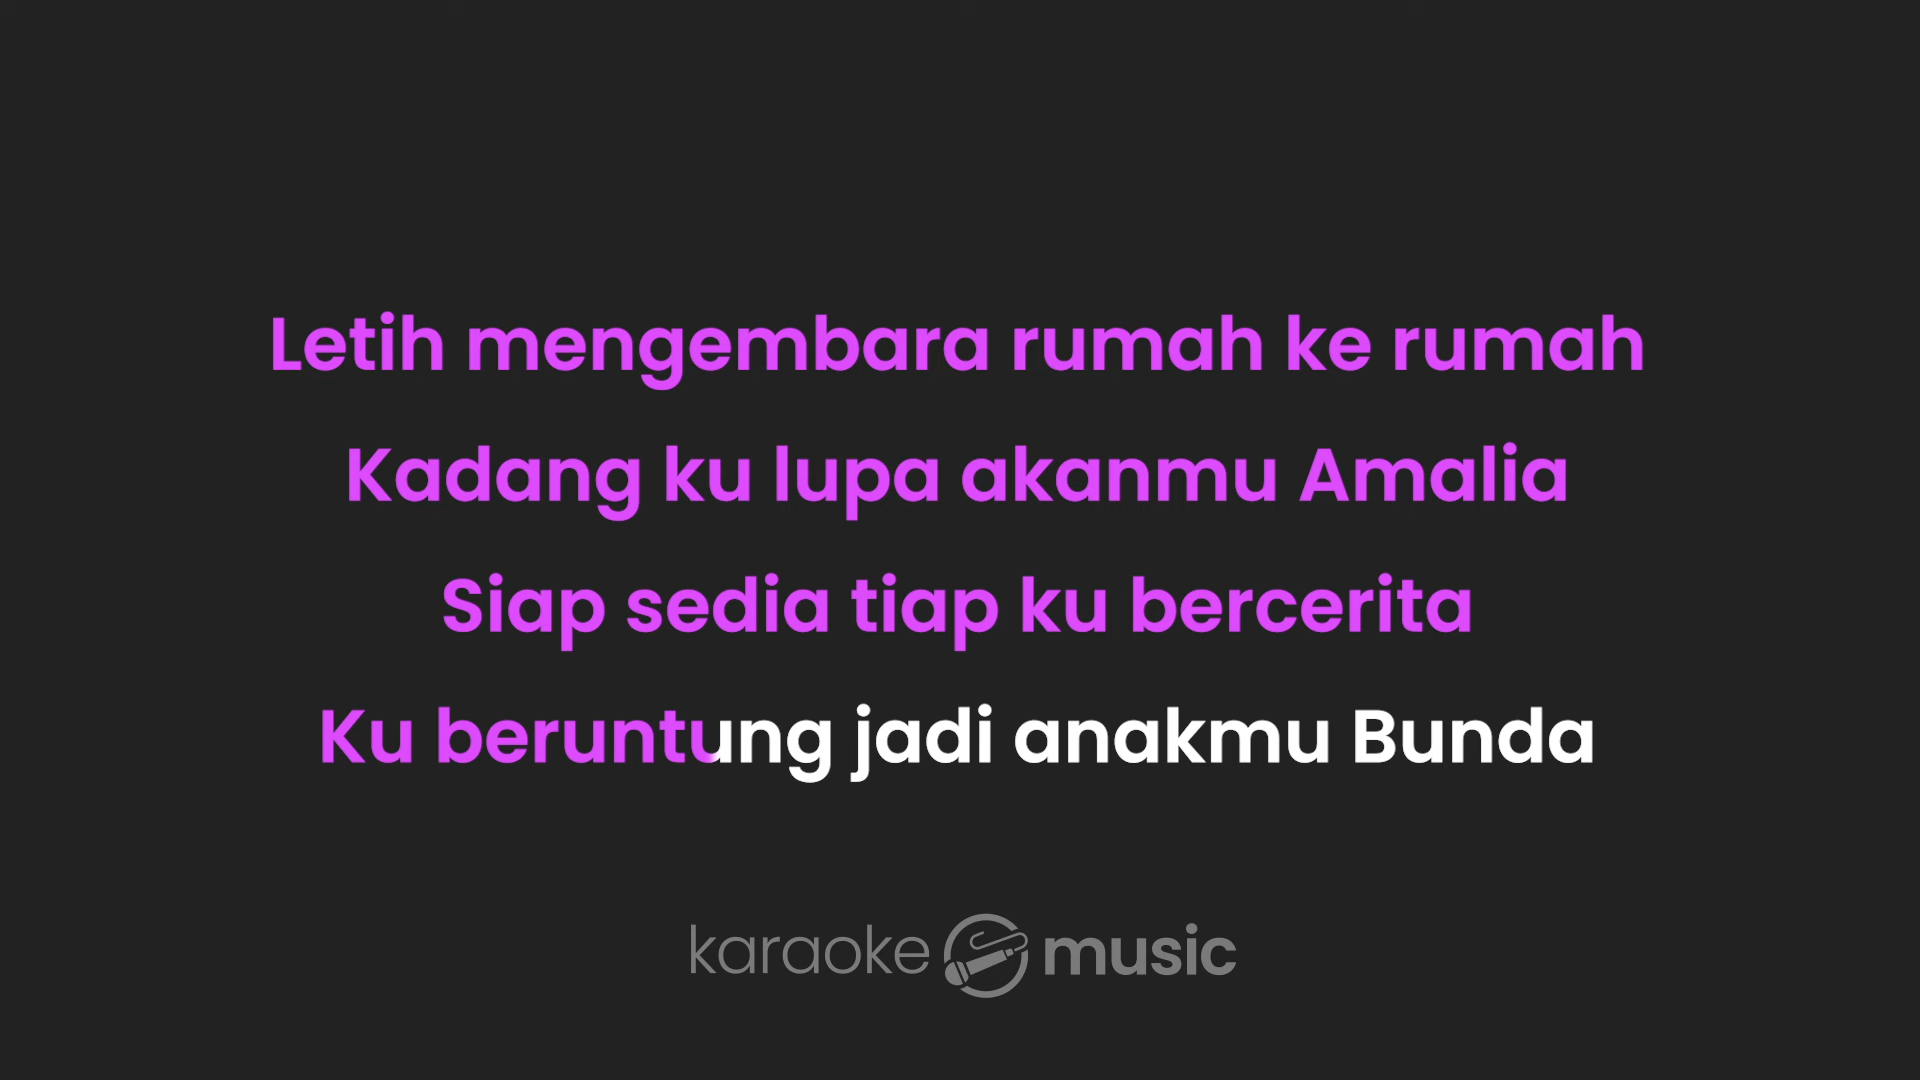 Letih mengembara rumah ke rumah
Kadang ku lupa akanmu Amalia
Siap sedia tiap ku bercerita
Ku beruntung jadi anakmu Bunda
karaoke music